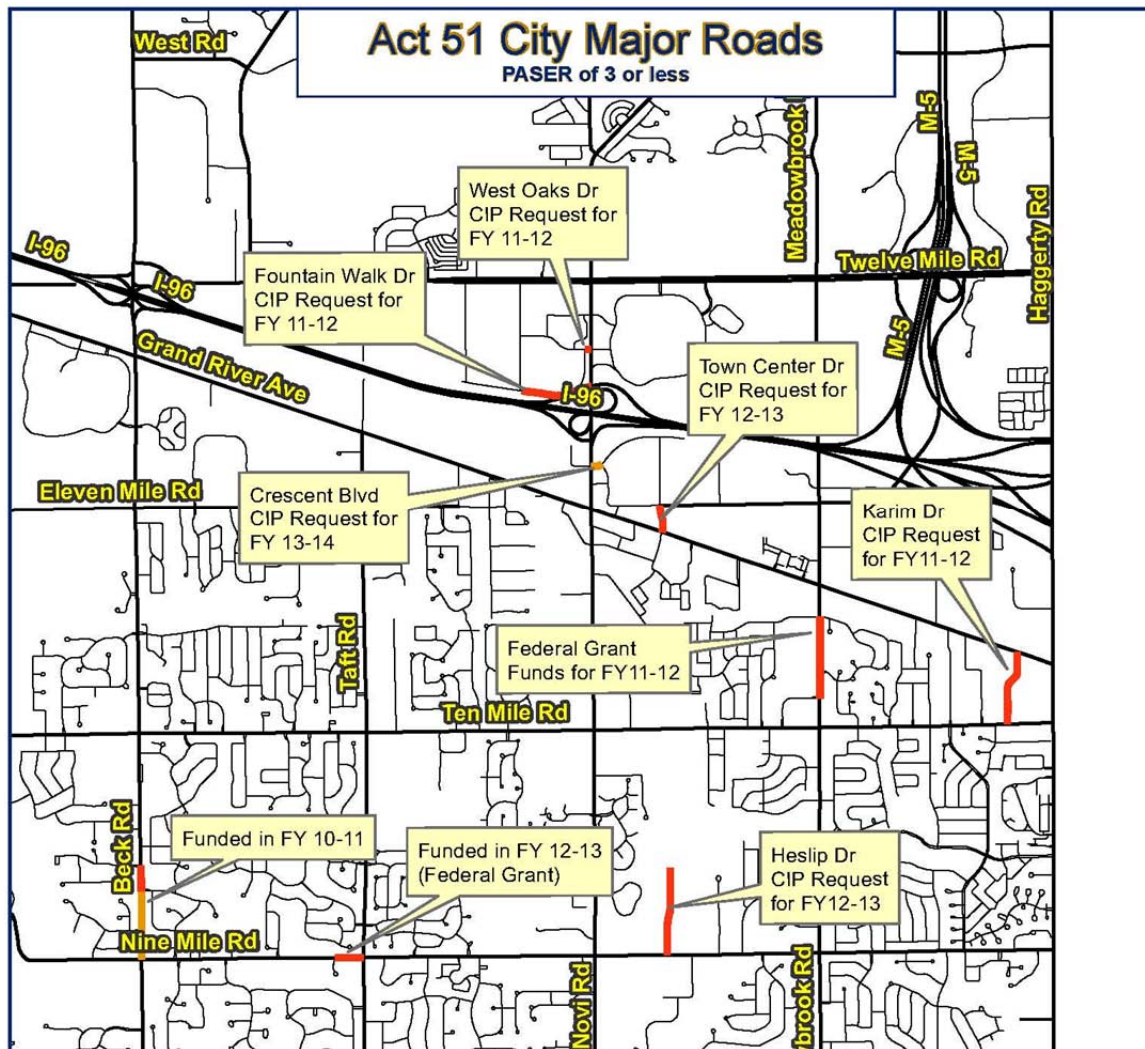 Act 51 City Major Roads
PASER of 3 or less
West Rd
Meadowbrook
M-5
M-5
Haggerty Rd
West Oaks Dr
CIP Request for
FY 11-12
I-96
I-96
Twelve Mile Rd
Fountain Walk Dr
CIP Request for
FY 11-12
M-5
Grand River Ave
Town Center Dr
CIP Request for
FY 12-13
I-96
Eleven Mile Rd
Crescent Blvd
CIP Request for
FY 13-14
Karim Dr
CIP Request
for FY11-12
Taft Rd
Federal Grant
Funds for FY11-12
Ten Mile Rd
Beck Rd
Funded in FY 10-11
Funded in FY 12-13
(Federal Grant)
Heslip Dr
CIP Request
for FY12-13
Nine Mile Rd
Novi Rd
wbrook Rd